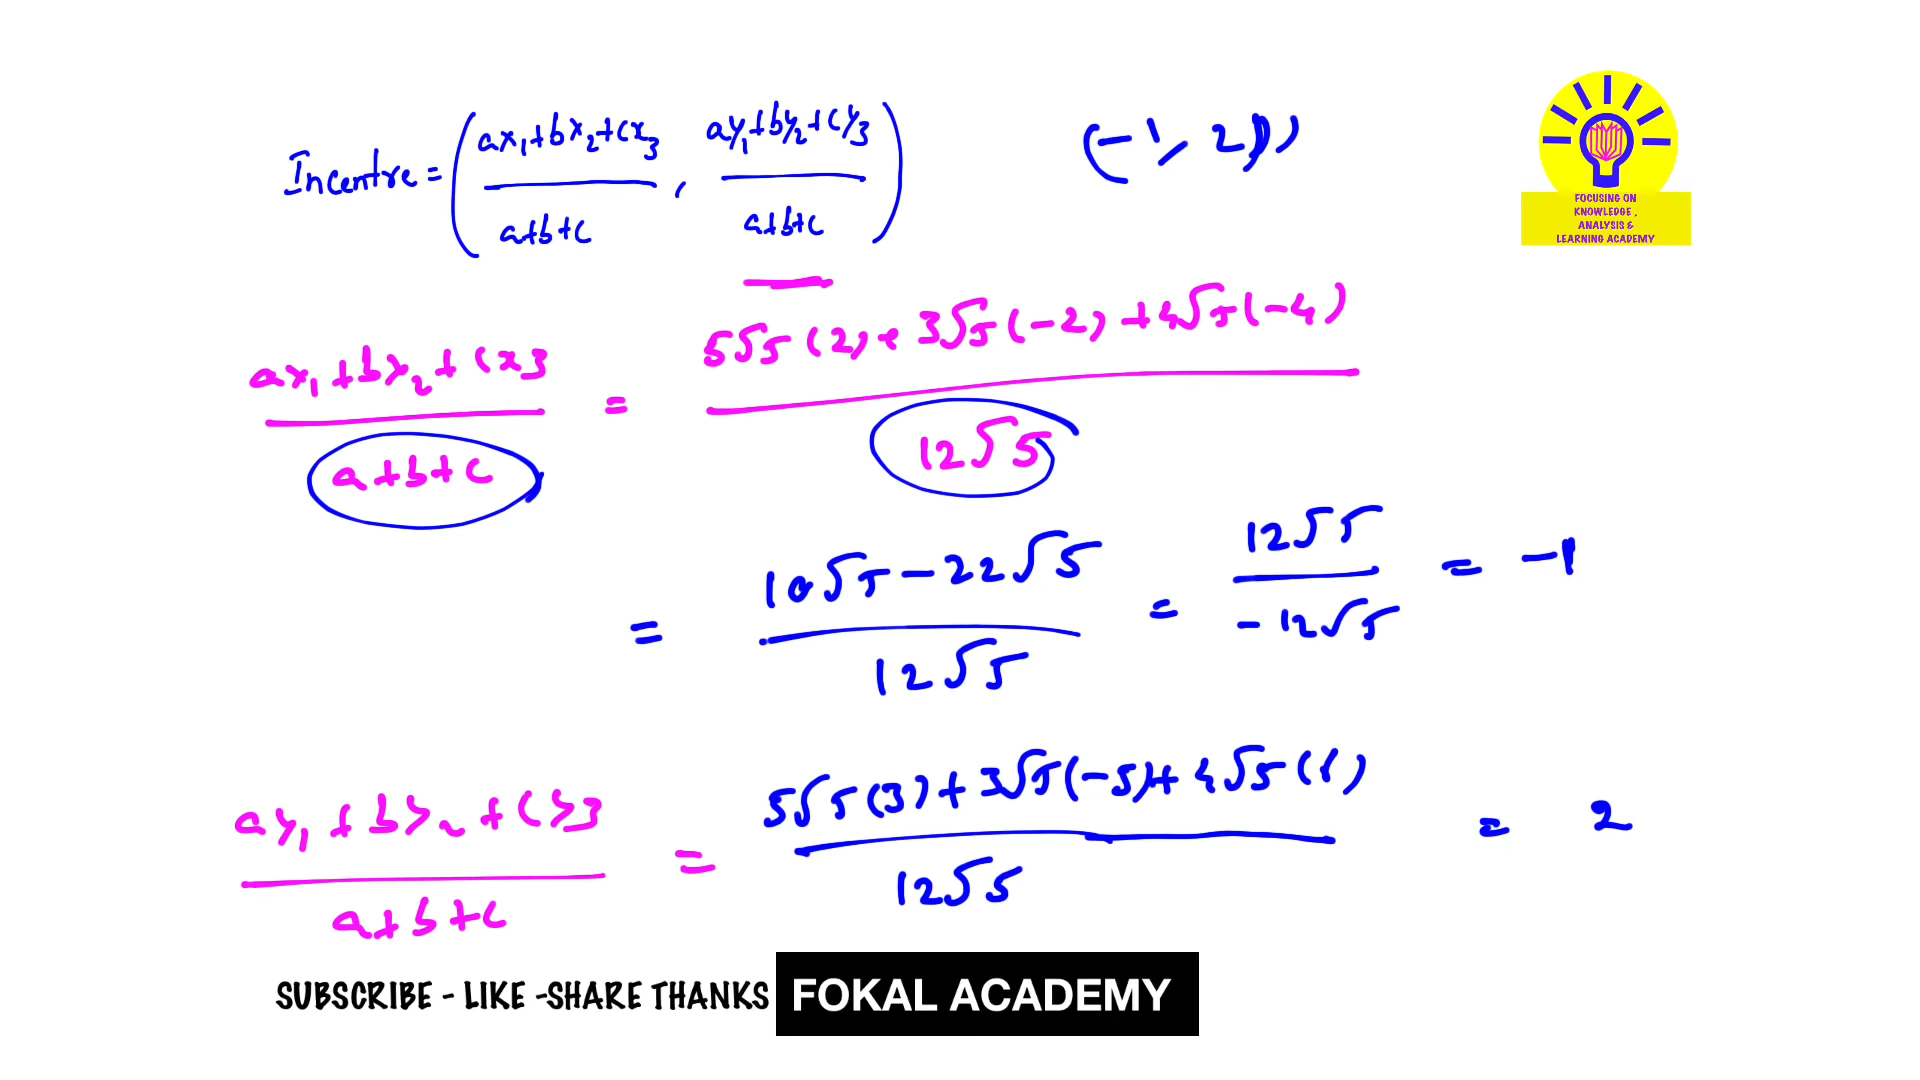 Incentre = ( ax₁+bx₂+cx₃ / a+b+c , ay₁+by₂+cy₃ / a+b+c ) (-1, 2)))
FOCUSING ON
KNOWLEDGE ,
ANALYSIS &
LEARNING ACADEMY
ax₁+bx₂+cx₃ / a+b+c = 5√5(2)+3√5(-2)+4√5(-4) / 12√5
= 10√5-22√5 / 12√5 = 12√5 / -12√5 = -1
ay₁+by₂+cy₃ / a+b+c = 5√5(3)+3√5(-5)+4√5(1) / 12√5 = 2
SUBSCRIBE - LIKE -SHARE THANKS FOKAL ACADEMY